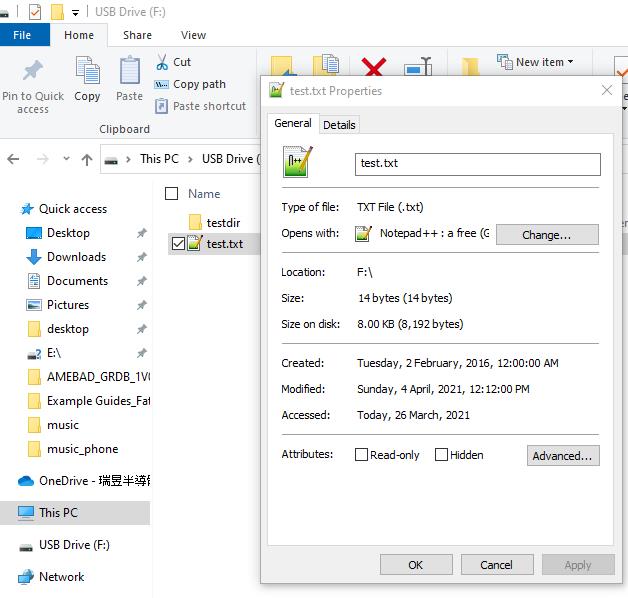 USB Drive (F:)
File Home Share View
Pin to Quick access
Copy
Paste
Cut
Copy path
Paste shortcut
Clipboard
New item
This PC USB Drive (
Quick access
Desktop
Downloads
Documents
Pictures
desktop
E:\
AMEBAD_GRDB_1V0
Example Guides_Fat
music
music_phone
OneDrive - 瑞昱半導體
This PC
USB Drive (F:)
Network
Name
testdir
test.txt
test.txt Properties
General Details
test.txt
Type of file: TXT File (.txt)
Opens with: Notepad++ : a free (G Change...
Location: F:\
Size: 14 bytes (14 bytes)
Size on disk: 8.00 KB (8,192 bytes)
Created: Tuesday, 2 February, 2016, 12:00:00 AM
Modified: Sunday, 4 April, 2021, 12:12:00 PM
Accessed: Today, 26 March, 2021
Attributes: Read-only Hidden Advanced...
OK Cancel Apply